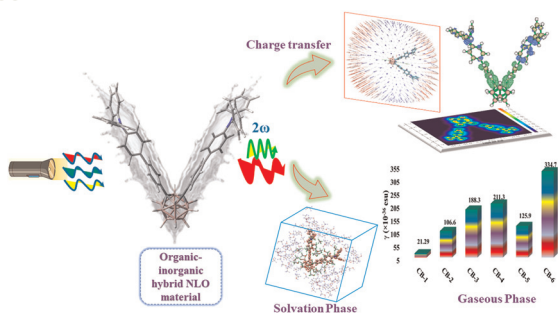 Charge transfer
2ω
Organic-
inorganic
hybrid NLO
material
Solvation Phase
γ (×10⁻³⁶ esu)
355
305
255
205
155
105
55
5
21.29
106.6
188.3
211.3
125.9
334.7
CB-1
CB-2
CB-3
CB-4
CB-5
CB-6
Gaseous Phase